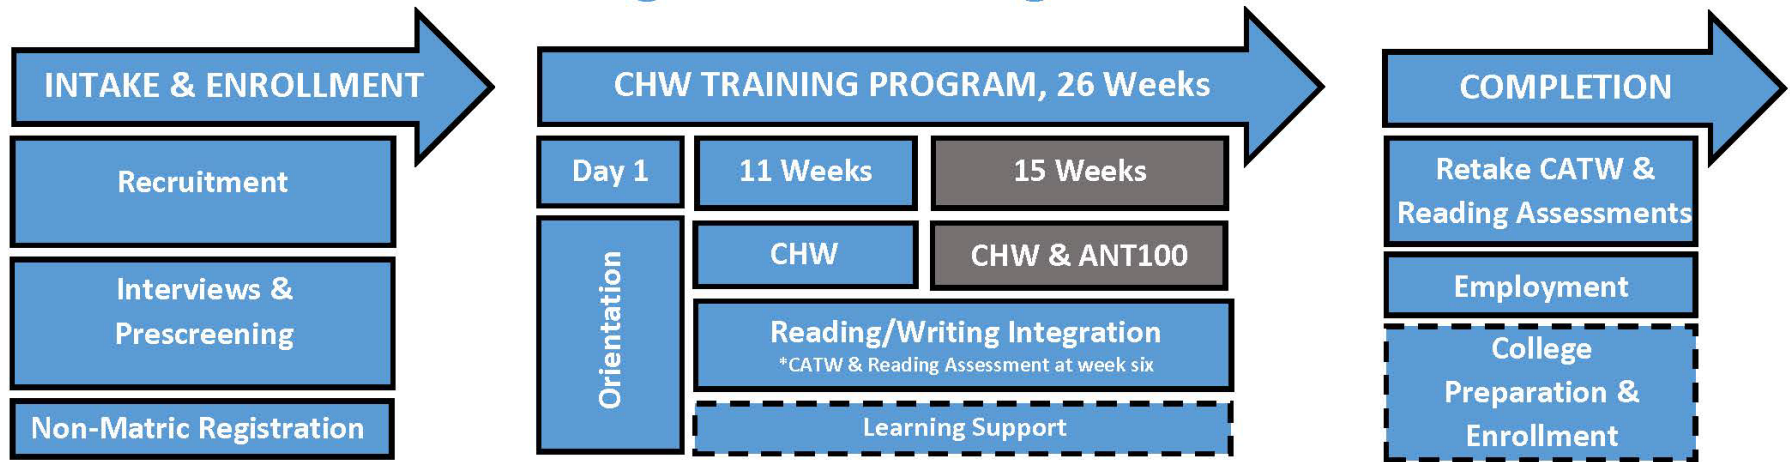 INTAKE & ENROLLMENT
Recruitment
Interviews &
Prescreening
Non-Matric Registration
CHW TRAINING PROGRAM, 26 Weeks
Day 1
11 Weeks
15 Weeks
Orientation
CHW
CHW & ANT100
Reading/Writing Integration
*CATW & Reading Assessment at week six
Learning Support
COMPLETION
Retake CATW &
Reading Assessments
Employment
College
Preparation &
Enrollment